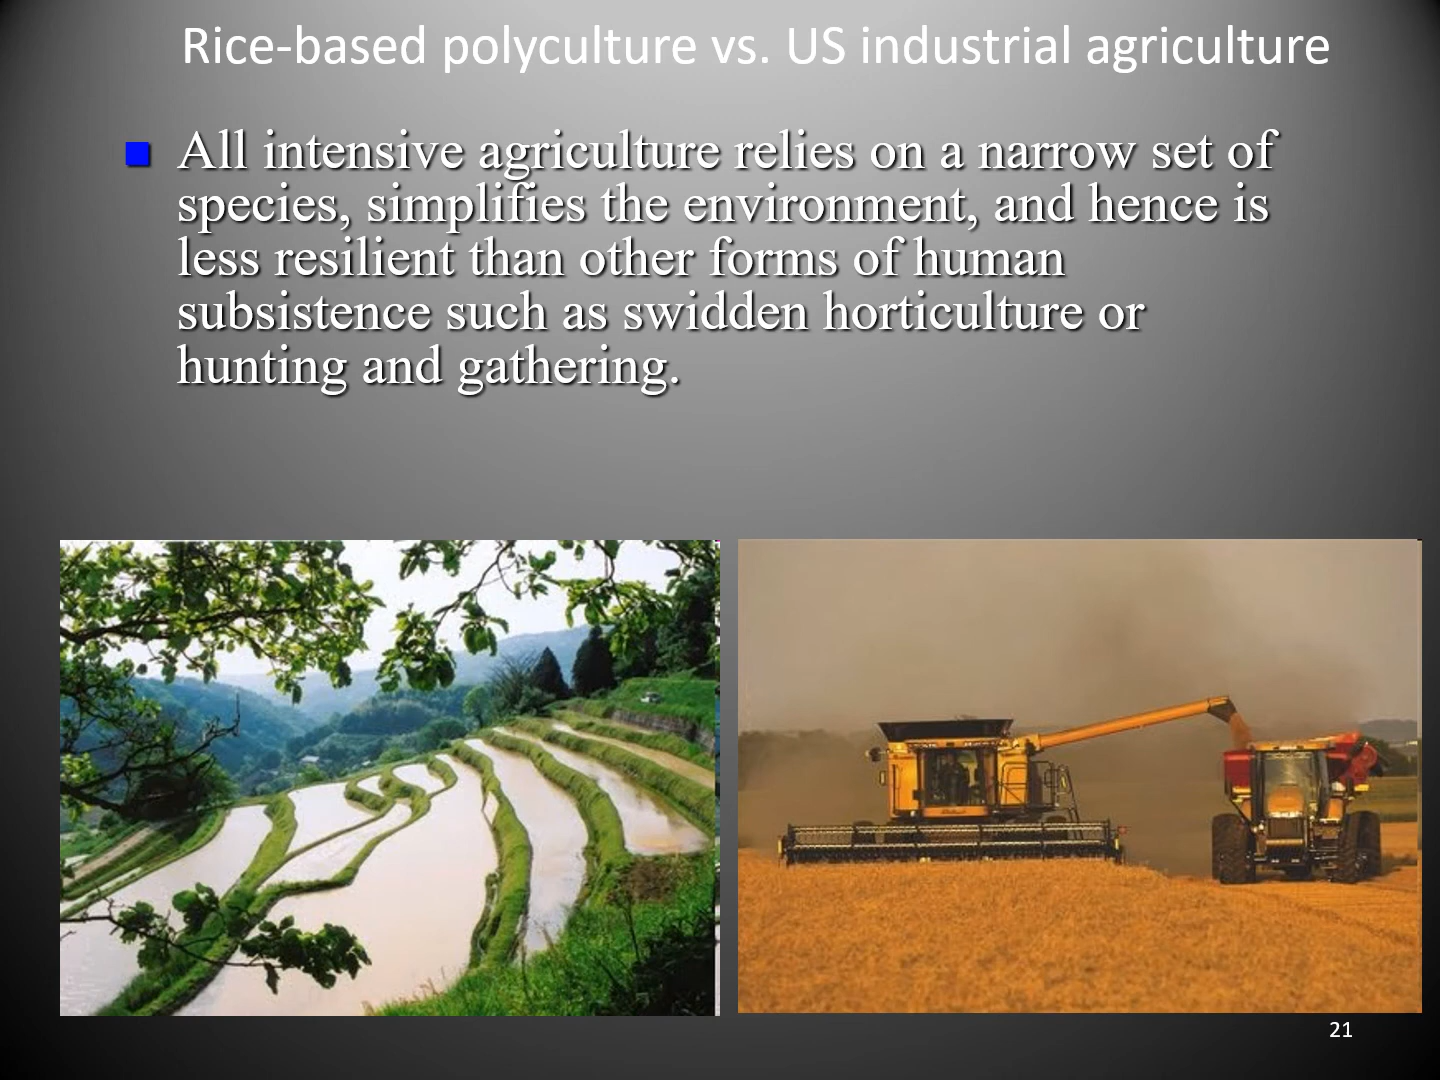 Rice-based polyculture vs. US industrial agriculture
All intensive agriculture relies on a narrow set of
species, simplifies the environment, and hence is
less resilient than other forms of human
subsistence such as swidden horticulture or
hunting and gathering.
21